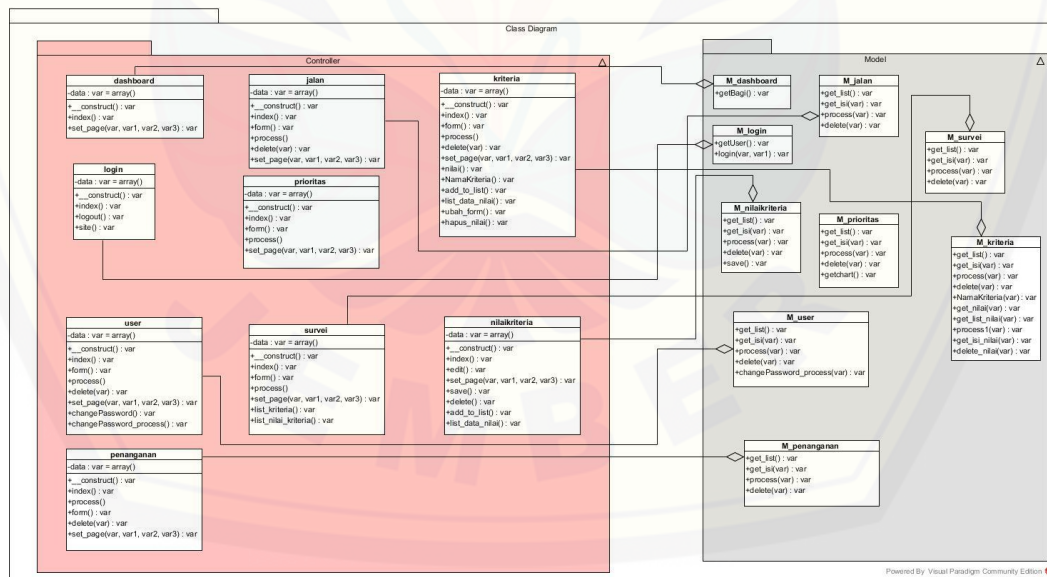 Class Diagram
Controller
dashboard
-data : var = array()
+__construct() : var
+index() : var
+set_page(var, var1, var2, var3) : var
jalan
-data : var = array()
+__construct() : var
+index() : var
+form() : var
+process()
+delete(var) : var
+set_page(var, var1, var2, var3) : var
kriteria
-data : var = array()
+__construct() : var
+index() : var
+form() : var
+process()
+delete(var) : var
+set_page(var, var1, var2, var3) : var
+nilai() : var
+NamaKriteria() : var
+add_to_list() : var
+list_data_nilai() : var
+ubah_form() : var
+hapus_nilai() : var
login
-data : var = array()
+__construct() : var
+index() : var
+logout() : var
+site() : var
prioritas
-data : var = array()
+__construct() : var
+index() : var
+form() : var
+process()
+set_page(var, var1, var2, var3) : var
user
-data : var = array()
+__construct() : var
+index() : var
+form() : var
+process()
+delete(var) : var
+set_page(var, var1, var2, var3) : var
+changePassword() : var
+changePassword_process() : var
survei
-data : var = array()
+__construct() : var
+index() : var
+form() : var
+process()
+set_page(var, var1, var2, var3) : var
+list_kriteria() : var
+list_nilai_kriteria() : var
nilaikriteria
-data : var = array()
+__construct() : var
+index() : var
+edit() : var
+set_page(var, var1, var2, var3) : var
+save() : var
+delete() : var
+add_to_list() : var
+list_data_nilai() : var
penanganan
-data : var = array()
+__construct() : var
+index() : var
+process()
+form() : var
+delete(var) : var
+set_page(var, var1, var2, var3) : var
Model
M_dashboard
+getBagi() : var
M_jalan
+get_list() : var
+get_isi(var) : var
+process(var) : var
+delete(var) : var
M_login
+getUser() : var
+login(var, var1) : var
M_survei
+get_list() : var
+get_isi(var) : var
+process(var) : var
+delete(var) : var
M_nilaikriteria
+get_list() : var
+get_isi(var) : var
+process(var) : var
+delete(var) : var
+save() : var
M_prioritas
+get_list() : var
+get_isi(var) : var
+process(var) : var
+delete(var) : var
+getchart() : var
M_kriteria
+get_list() : var
+get_isi(var) : var
+process(var) : var
+delete(var) : var
+NamaKriteria(var) : var
+get_nilai(var) : var
+get_list_nilai(var) : var
+process1(var) : var
+get_isi_nilai(var) : var
+delete_nilai(var) : var
M_user
+get_list() : var
+get_isi(var) : var
+process(var) : var
+delete(var) : var
+changePassword_process(var) : var
M_penanganan
+get_list() : var
+get_isi(var) : var
+process(var) : var
+delete(var) : var
JEMBER
Powered By Visual Paradigm Community Edition